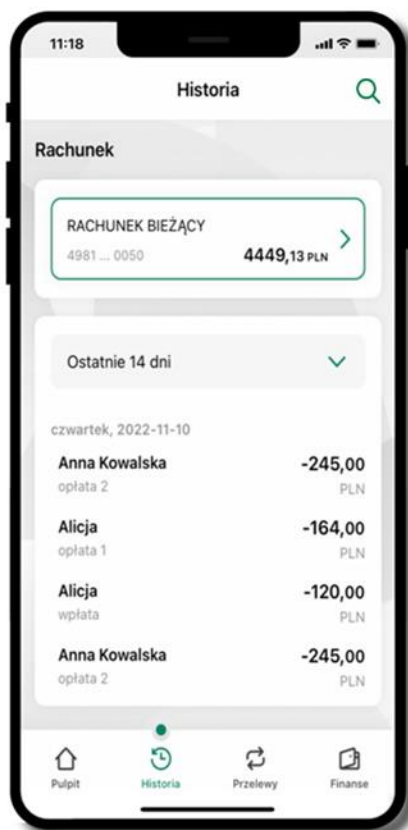 11:18
Historia
Rachunek
RACHUNEK BIEŻĄCY
4981 ... 0050 4449,13 PLN
Ostatnie 14 dni
czwartek, 2022-11-10
Anna Kowalska -245,00
opłata 2 PLN
Alicja -164,00
opłata 1 PLN
Alicja -120,00
wpłata PLN
Anna Kowalska -245,00
opłata 2 PLN
Pulpit Historia Przelewy Finanse